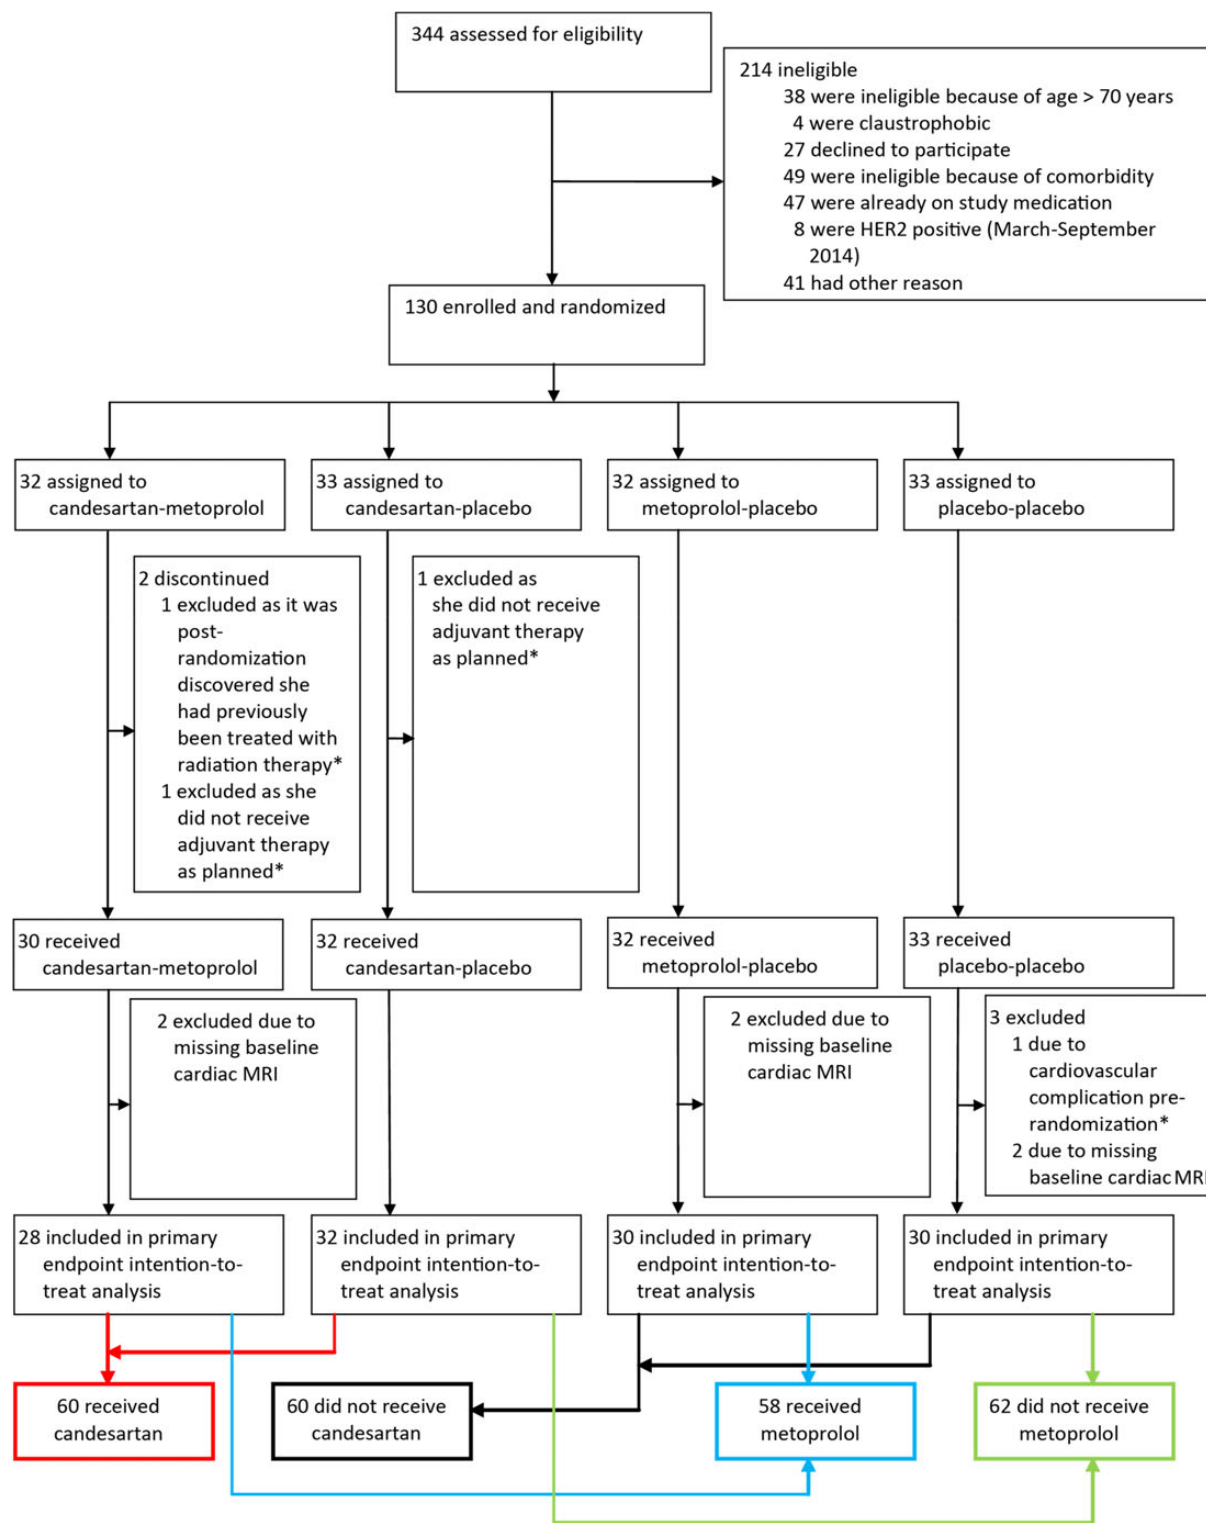 344 assessed for eligibility
214 ineligible
38 were ineligible because of age > 70 years
4 were claustrophobic
27 declined to participate
49 were ineligible because of comorbidity
47 were already on study medication
8 were HER2 positive (March-September
2014)
41 had other reason
130 enrolled and randomized
32 assigned to
candesartan-metoprolol
33 assigned to
candesartan-placebo
32 assigned to
metoprolol-placebo
33 assigned to
placebo-placebo
2 discontinued
1 excluded as it was
post-
randomization
discovered she
had previously
been treated with
radiation therapy*
1 excluded as she
did not receive
adjuvant therapy
as planned*
1 excluded as
she did not receive
adjuvant therapy
as planned*
30 received
candesartan-metoprolol
32 received
candesartan-placebo
32 received
metoprolol-placebo
33 received
placebo-placebo
2 excluded due to
missing baseline
cardiac MRI
2 excluded due to
missing baseline
cardiac MRI
3 excluded
1 due to
cardiovascular
complication pre-
randomization*
2 due to missing
baseline cardiac MRI
28 included in primary
endpoint intention-to-
treat analysis
32 included in primary
endpoint intention-to-
treat analysis
30 included in primary
endpoint intention-to-
treat analysis
30 included in primary
endpoint intention-to-
treat analysis
60 received
candesartan
60 did not receive
candesartan
58 received
metoprolol
62 did not receive
metoprolol